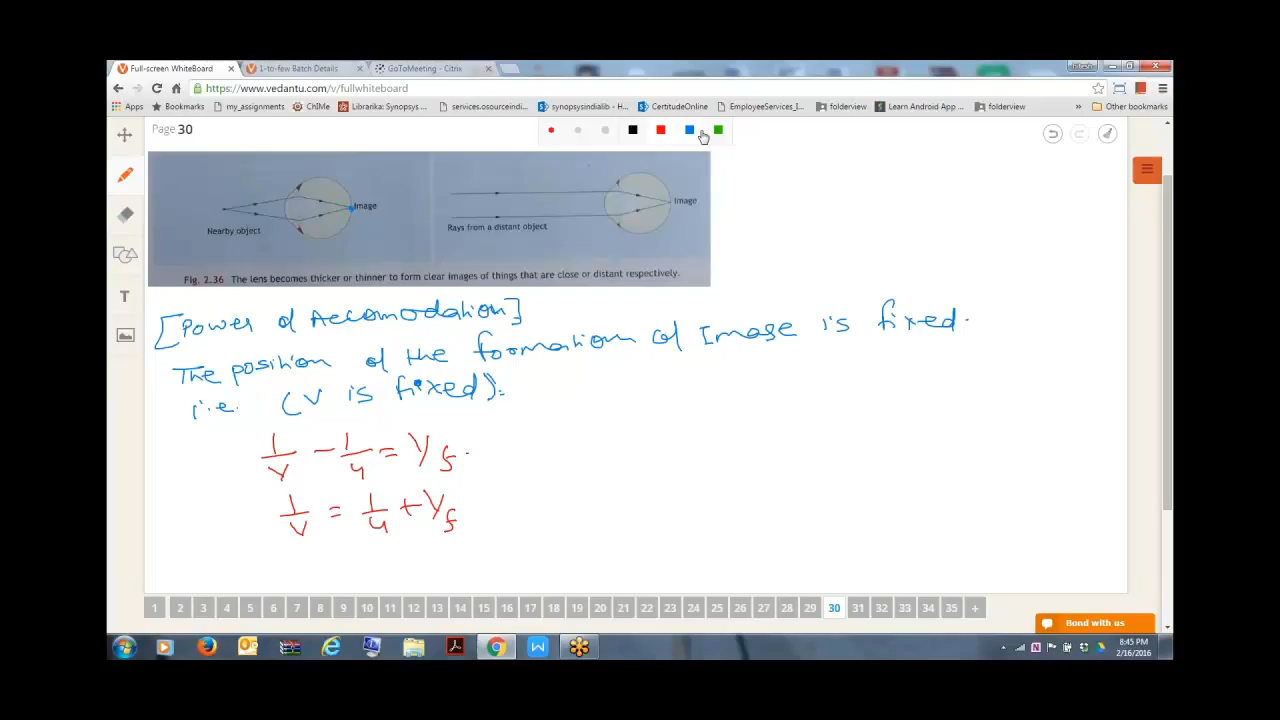 Full-screen WhiteBoard
1-to-few Batch Details
GoToMeeting - Citrix
https://www.vedantu.com/v/fullwhiteboard
Apps
Bookmarks
my_assignments
ChIMe
Libranka: Synopsy...
services.osourceindi...
synopsysindialib - H...
CertitudeOnline
EmployeeServices_I...
folderview
Learn Android App ...
folderview
»
Other bookmarks
Page 30
Image
Nearby object
Image
Rays from a distant object
Fig. 2.36 The lens becomes thicker or thinner to form clear images of things that are close or distant respectively.
[Power of Accomodation]
The position of the formation of Image is fixed.
i.e. (V is fixed).
1/V - 1/u = 1/f.
1/V = 1/u + 1/f
1 2 3 4 5 6 7 8 9 10 11 12 13 14 15 16 17 18 19 20 21 22 23 24 25 26 27 28 29 30 31 32 33 34 35 +
Bond with us
8:45 PM
2/16/2016